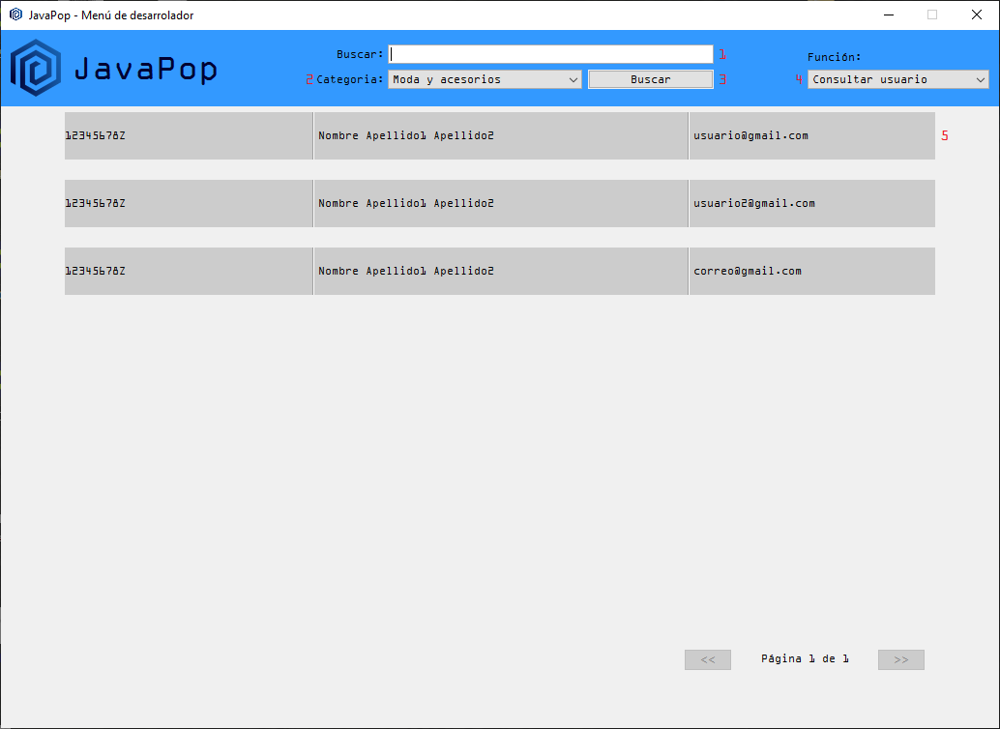 JavaPop - Menú de desarrolador
JavaPop
Buscar: 1
2 Categoria: Moda y acesorios Buscar 3
Función:
4 Consultar usuario
12345678Z Nombre Apellido1 Apellido2 usuario@gmail.com 5
12345678Z Nombre Apellido1 Apellido2 usuario2@gmail.com
12345678Z Nombre Apellido1 Apellido2 correo@gmail.com
<< Página 1 de 1 >>